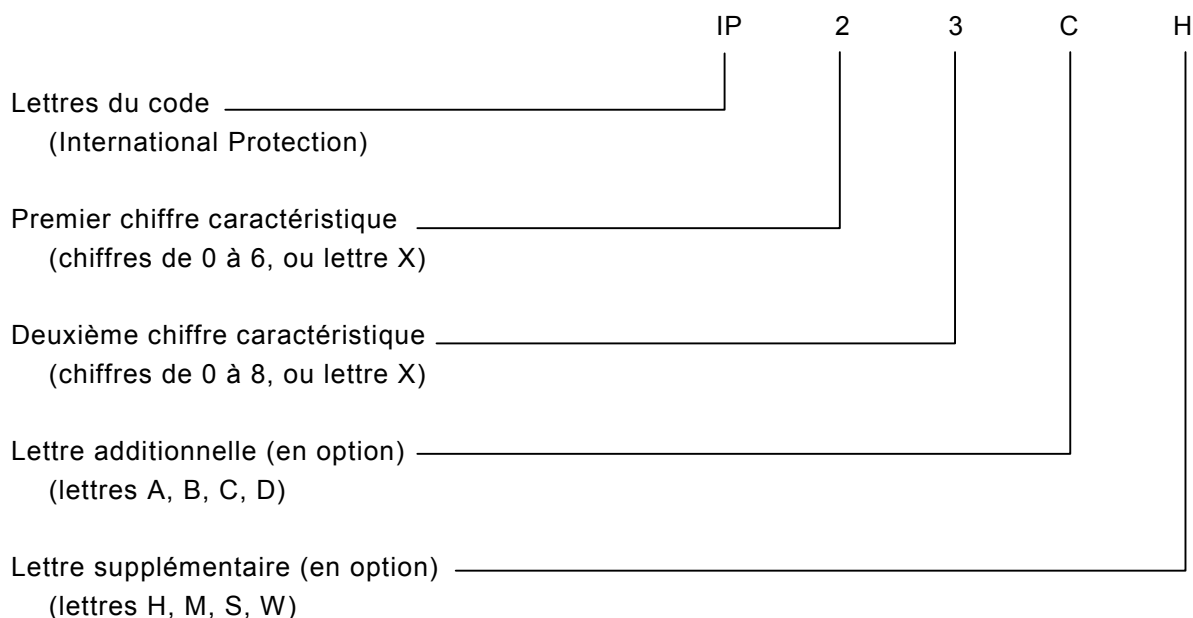 IP 2 3 C H
Lettres du code
(International Protection)
Premier chiffre caractéristique
(chiffres de 0 à 6, ou lettre X)
Deuxième chiffre caractéristique
(chiffres de 0 à 8, ou lettre X)
Lettre additionnelle (en option)
(lettres A, B, C, D)
Lettre supplémentaire (en option)
(lettres H, M, S, W)